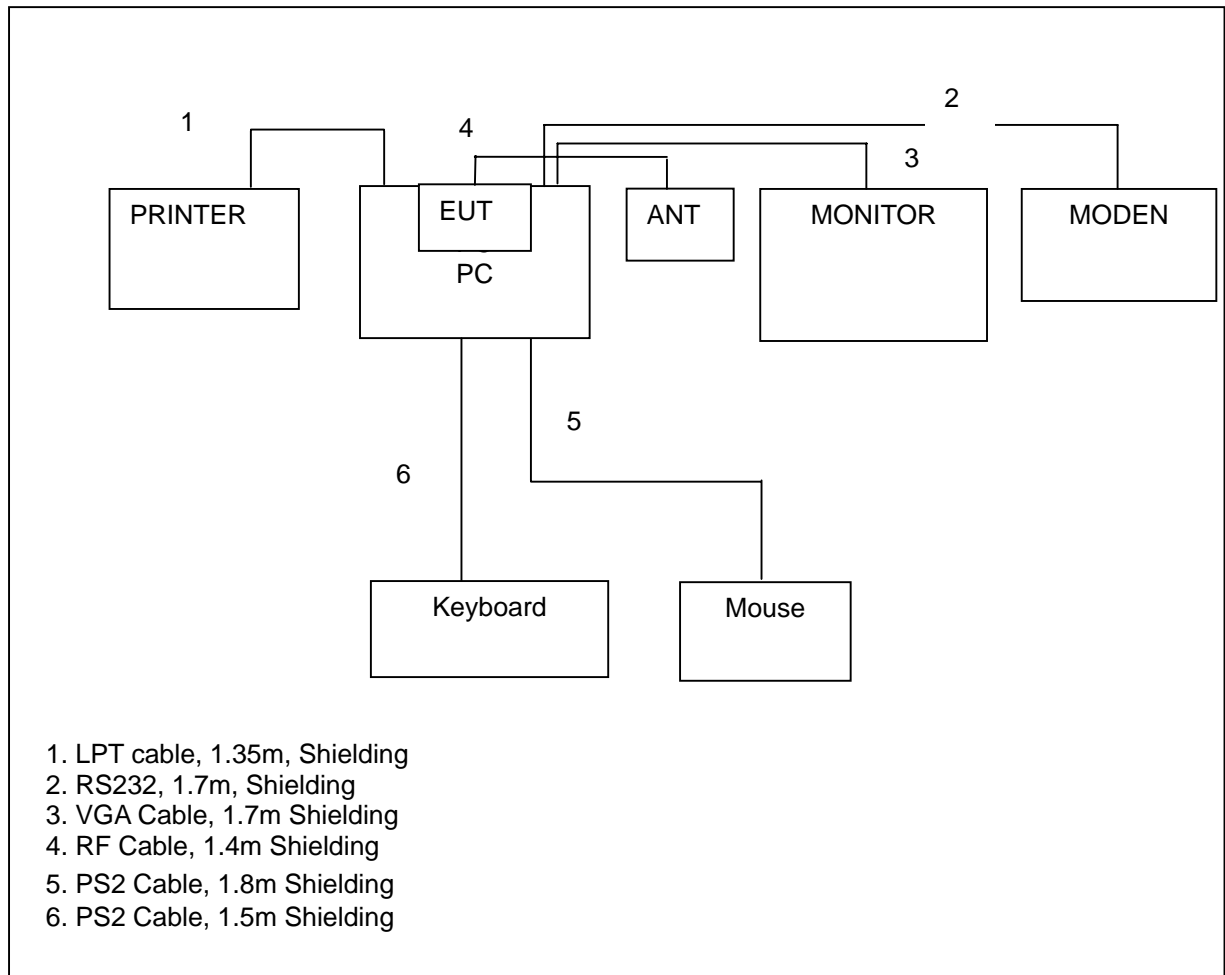 2
1
4
3
PRINTER
EUT
ANT
MONITOR
MODEN
PC
5
6
Keyboard
Mouse
1. LPT cable, 1.35m, Shielding
2. RS232, 1.7m, Shielding
3. VGA Cable, 1.7m Shielding
4. RF Cable, 1.4m Shielding
5. PS2 Cable, 1.8m Shielding
6. PS2 Cable, 1.5m Shielding